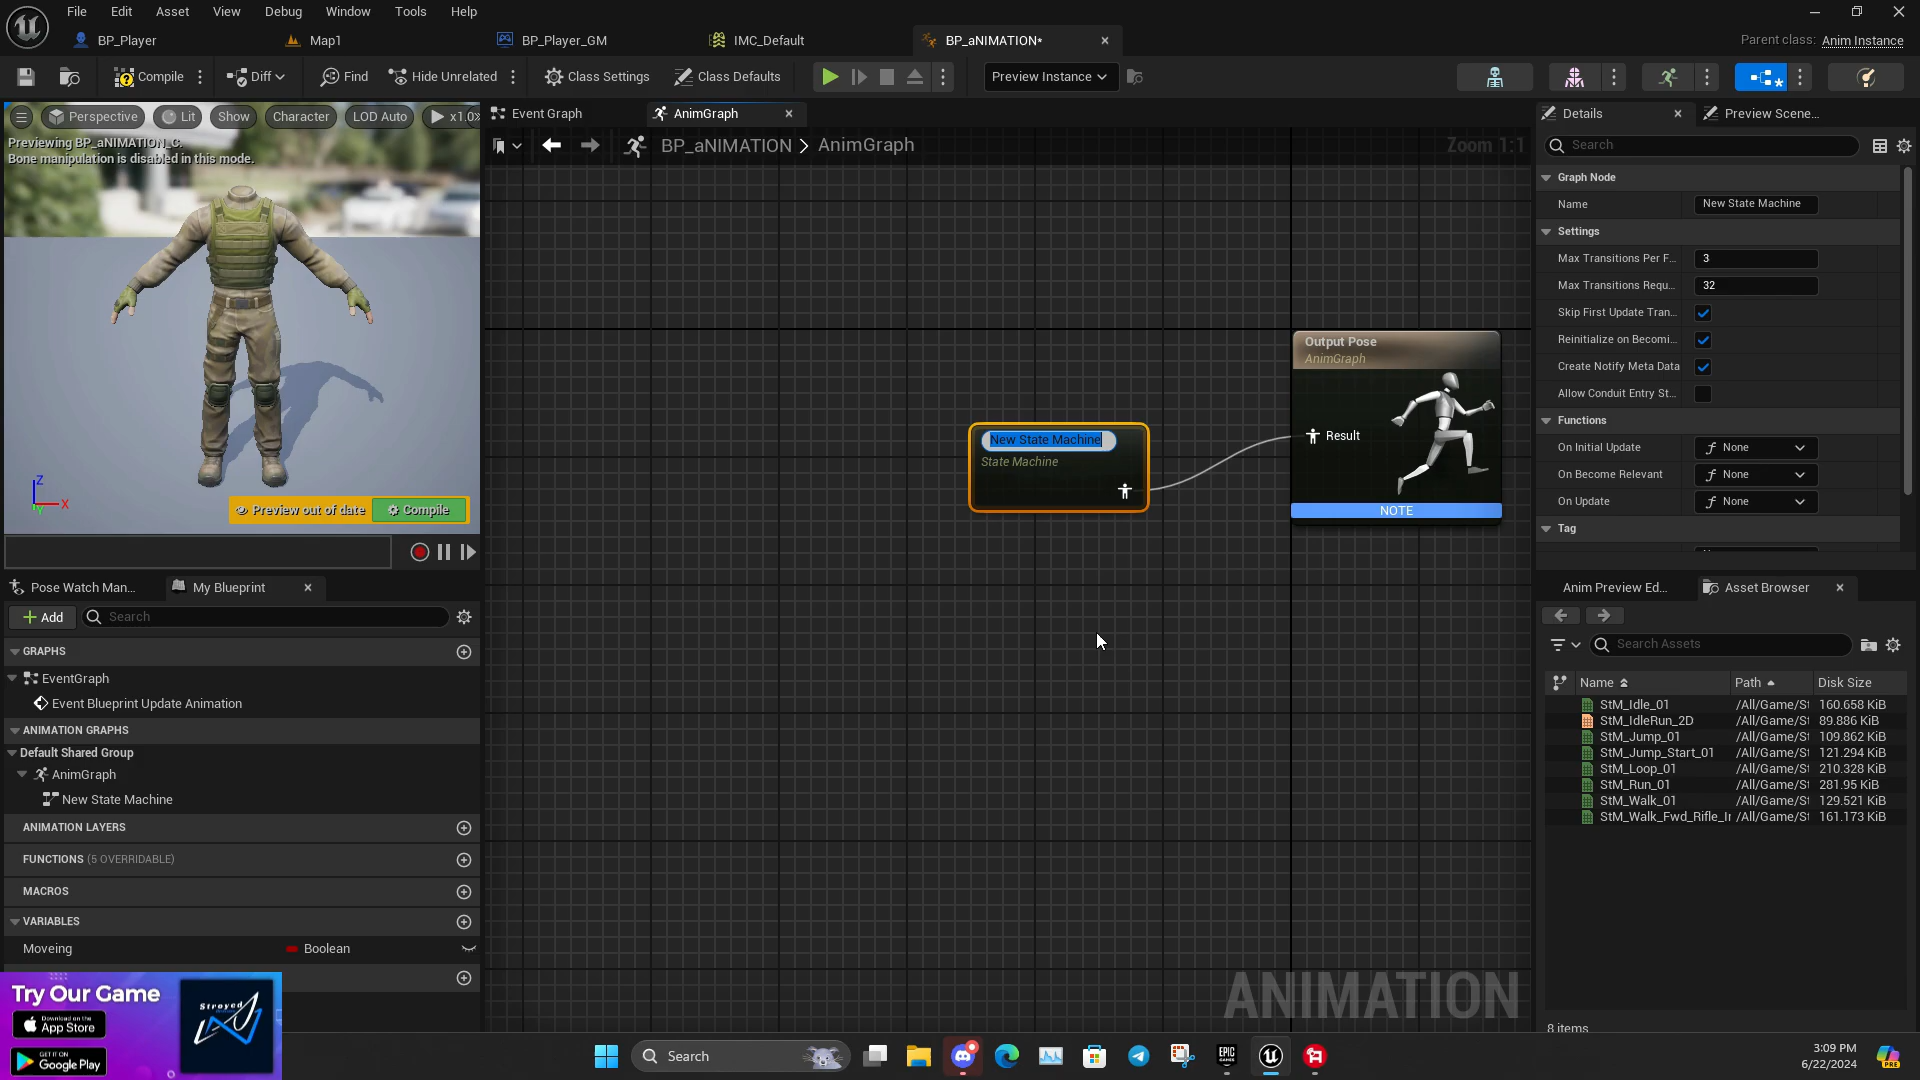 File Edit Asset View Debug Window Tools Help
BP_Player Map1 BP_Player_GM IMC_Default BP_aNIMATION* Parent class: Anim Instance
Compile Diff Find Hide Unrelated Class Settings Class Defaults Preview Instance
Perspective Lit Show Character LOD Auto x1.0
Previewing BP_aNIMATION_C.
Bone manipulation is disabled in this mode.
Z
X
Y
Preview out of date Compile
Pose Watch Man... My Blueprint
Add Search
GRAPHS
EventGraph
Event Blueprint Update Animation
ANIMATION GRAPHS
Default Shared Group
AnimGraph
New State Machine
ANIMATION LAYERS
FUNCTIONS (5 OVERRIDABLE)
MACROS
VARIABLES
Moveing Boolean
Try Our Game
Download on the
App Store
GET IT ON
Google Play
Stroyed
Event Graph AnimGraph
BP_aNIMATION > AnimGraph Zoom 1:1
New State Machine
State Machine
Output Pose
AnimGraph
Result
NOTE
ANIMATION
Details Preview Scene...
Search
Graph Node
Name New State Machine
Settings
Max Transitions Per F... 3
Max Transitions Requ... 32
Skip First Update Tran...
Reinitialize on Becomi...
Create Notify Meta Data
Allow Conduit Entry St...
Functions
On Initial Update None
On Become Relevant None
On Update None
Tag
Anim Preview Ed... Asset Browser
Search Assets
Name Path Disk Size
StM_Idle_01 /All/Game/St 160.658 KiB
StM_IdleRun_2D /All/Game/St 89.886 KiB
StM_Jump_01 /All/Game/St 109.862 KiB
StM_Jump_Start_01 /All/Game/St 121.294 KiB
StM_Loop_01 /All/Game/St 210.328 KiB
StM_Run_01 /All/Game/St 281.95 KiB
StM_Walk_01 /All/Game/St 129.521 KiB
StM_Walk_Fwd_Rifle_Ir /All/Game/St 161.173 KiB
8 items
Search
EPIC
GAMES
3:09 PM
6/22/2024
PRE